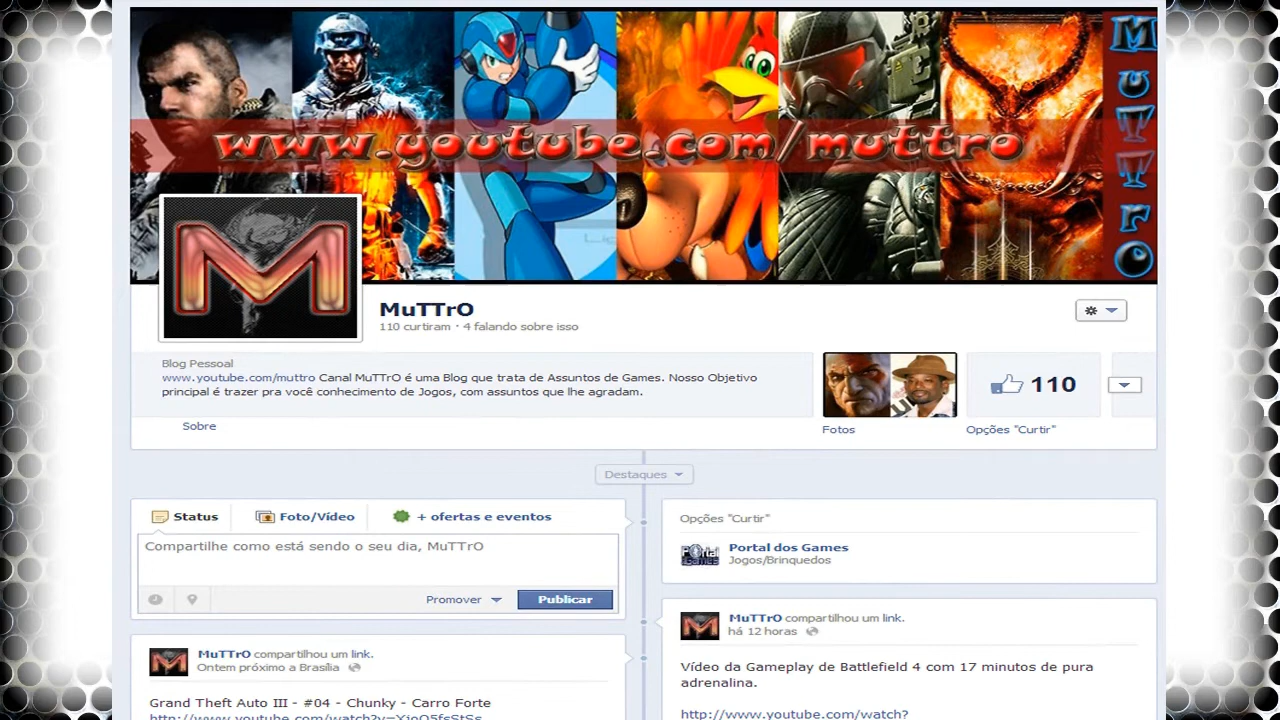 www.youtube.com/muttro
MuTTro
M
MuTTrO
110 curtiram · 4 falando sobre isso
Blog Pessoal
www.youtube.com/muttro Canal MuTTrO é uma Blog que trata de Assuntos de Games. Nosso Objetivo
principal é trazer pra você conhecimento de Jogos, com assuntos que lhe agradam.
Sobre
Fotos
110
Opções "Curtir"
Destaques
Status
Foto/Vídeo
+ ofertas e eventos
Compartilhe como está sendo o seu dia, MuTTrO
Promover
Publicar
MuTTrO compartilhou um link.
Ontem próximo a Brasília
Grand Theft Auto III - #04 - Chunky - Carro Forte
Opções "Curtir"
Portal dos Games
Jogos/Brinquedos
MuTTrO compartilhou um link.
há 12 horas
Vídeo da Gameplay de Battlefield 4 com 17 minutos de pura
adrenalina.
http://www.youtube.com/watch?